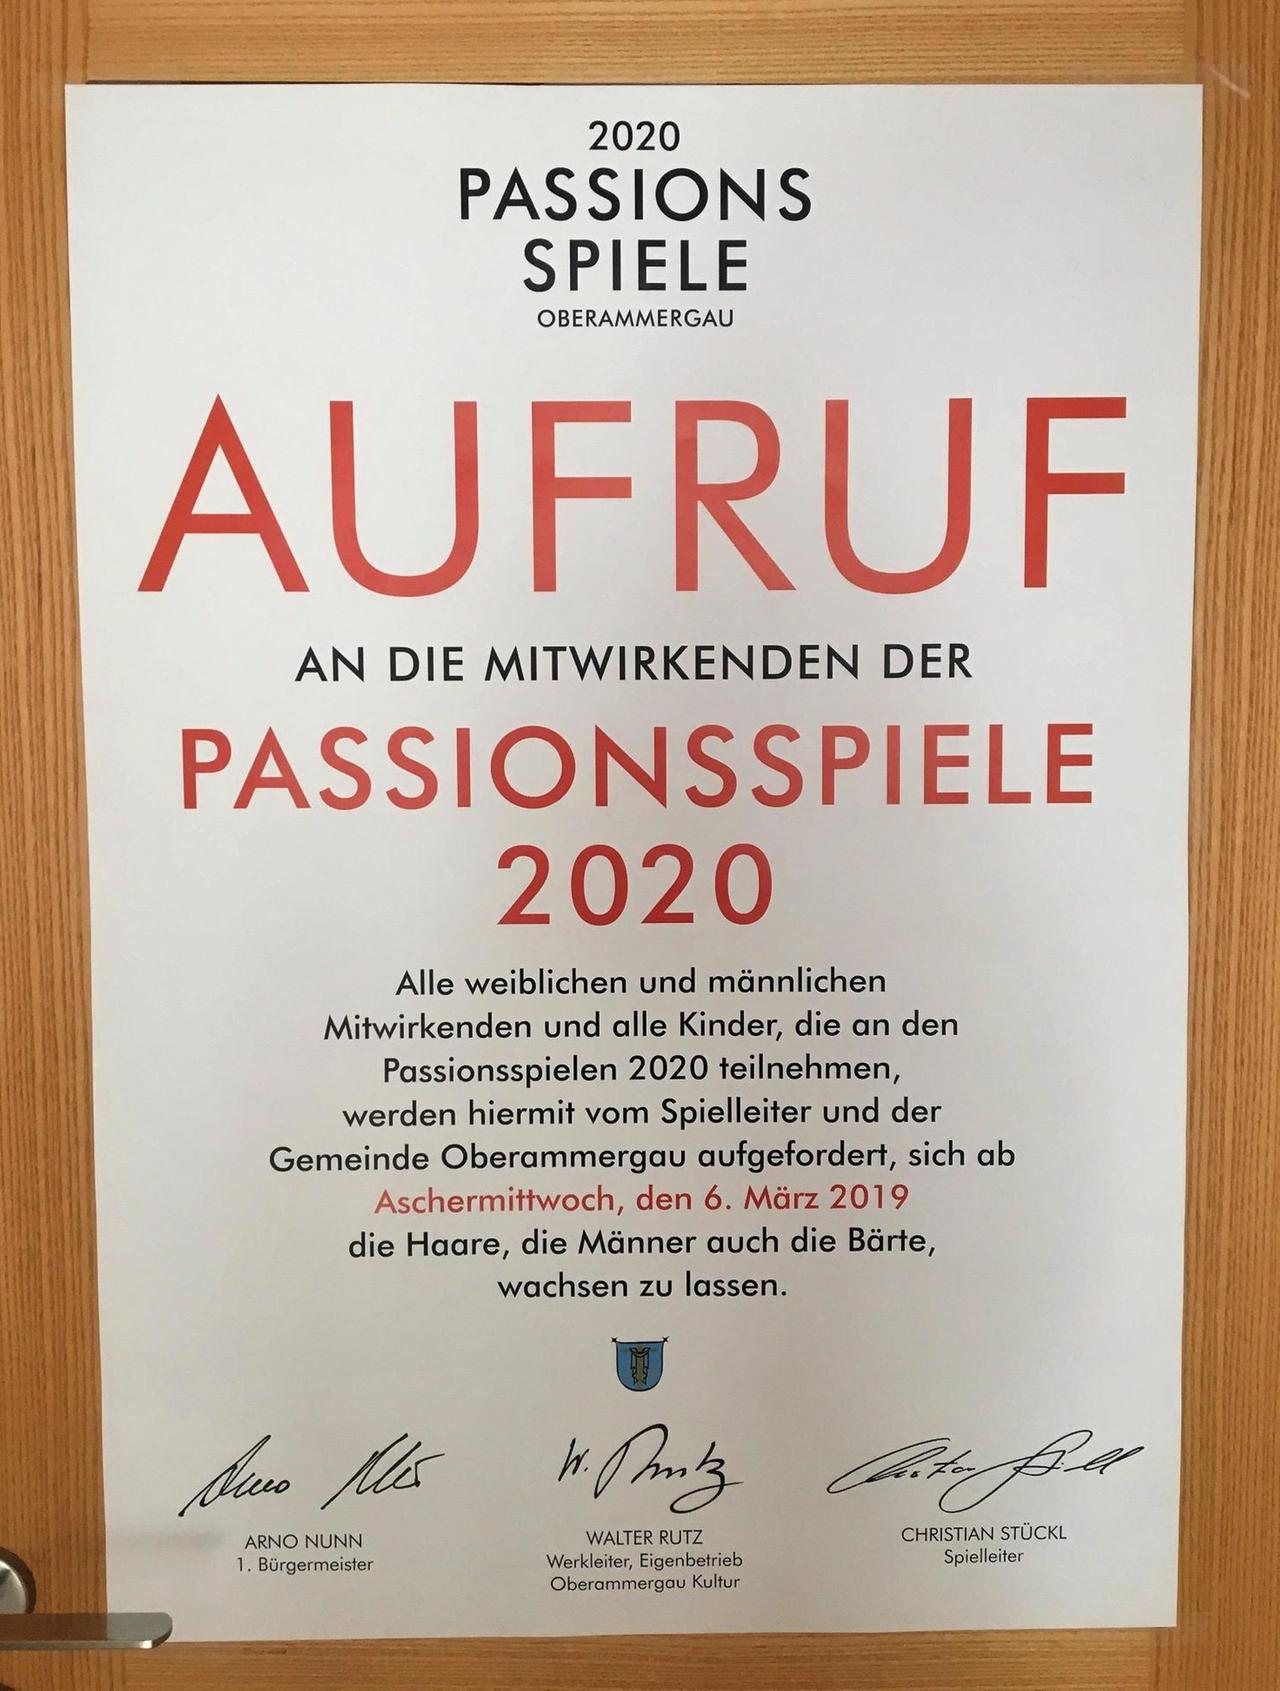 2020
PASSIONS
SPIELE
OBERAMMERGAU
AUFRUF
AN DIE MITWIRKENDEN DER
PASSIONSSPIELE
2020
Alle weiblichen und männlichen
Mitwirkenden und alle Kinder, die an den
Passionsspielen 2020 teilnehmen,
werden hiermit vom Spielleiter und der
Gemeinde Oberammergau aufgefordert, sich ab
Aschermittwoch, den 6. März 2019
die Haare, die Männer auch die Bärte,
wachsen zu lassen.
ARNO NUNN
1. Bürgermeister
WALTER RUTZ
Werkleiter, Eigenbetrieb
Oberammergau Kultur
CHRISTIAN STÜCKL
Spielleiter